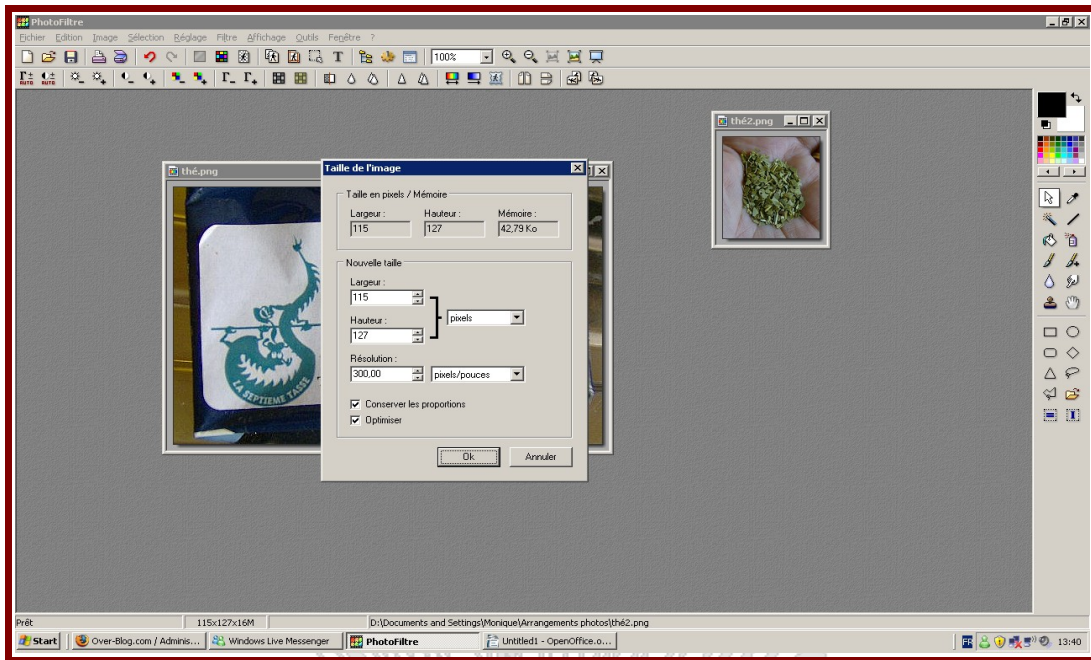 PhotoFiltre
Fichier Edition Image Sélection Réglage Filtre Affichage Outils Fenêtre ?
T 100%
AUTO AUTO
thé2.png
thé.png
Taille de l'image
Taille en pixels / Mémoire
Largeur : Hauteur : Mémoire :
115 127 42,79 Ko
Nouvelle taille
Largeur :
115
pixels
Hauteur :
127
Résolution :
300,00 pixels/pouces
Conserver les proportions
Optimiser
Ok Annuler
LA SEPTIEME TASSE
Prêt 115x127x16M D:\Documents and Settings\Monique\Arrangements photos\thé2.png
Start Over-Blog.com / Adminis... Windows Live Messenger PhotoFiltre Untitled1 - OpenOffice.o... FR 13:40